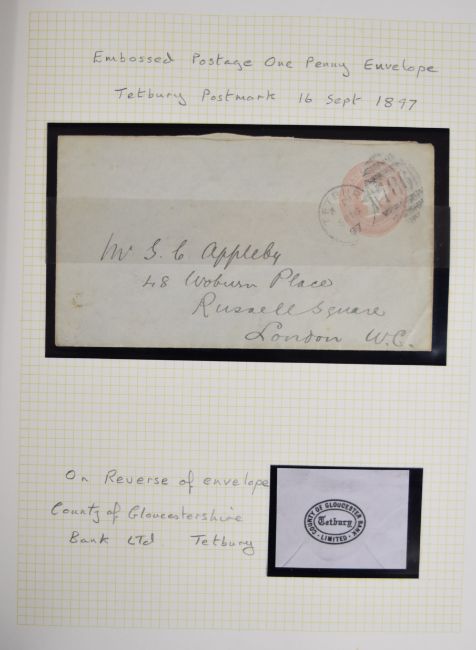 Embossed Postage One Penny Envelope
Tetbury Postmark 16 Sept 1897
97
Mr S. C Appleby
48 Woburn Place
Russell Square
London W.C.
On Reverse of envelope
County of Gloucestershire
Bank LTd Tetbury
COUNTY OF GLOUCESTER BANK
Tetbury
· LIMITED ·